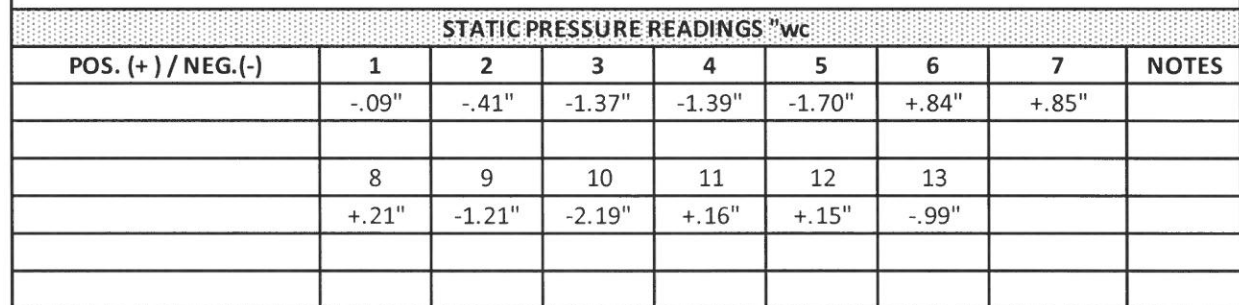 STATIC PRESSURE READINGS "wc
POS. (+ ) / NEG.(-) 1 2 3 4 5 6 7 NOTES
-.09" -.41" -1.37" -1.39" -1.70" +.84" +.85"
8 9 10 11 12 13
+.21" -1.21" -2.19" +.16" +.15" -.99"